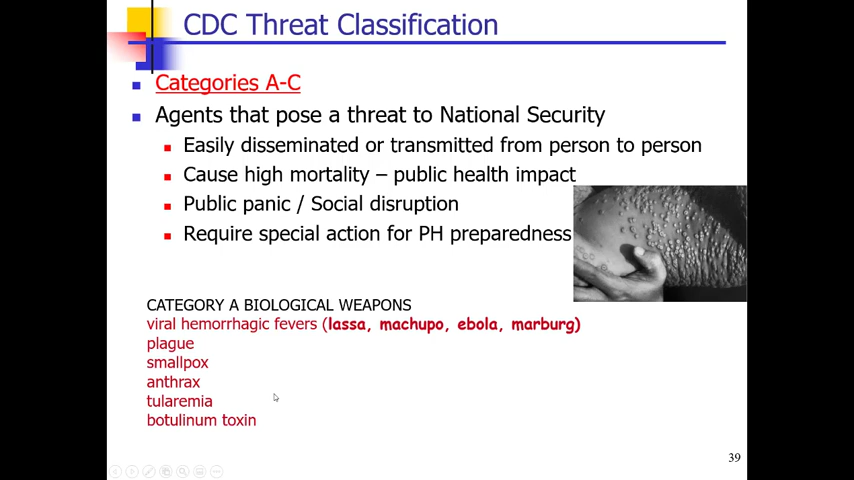 CDC Threat Classification
Categories A-C
Agents that pose a threat to National Security
Easily disseminated or transmitted from person to person
Cause high mortality – public health impact
Public panic / Social disruption
Require special action for PH preparedness
CATEGORY A BIOLOGICAL WEAPONS
viral hemorrhagic fevers (lassa, machupo, ebola, marburg)
plague
smallpox
anthrax
tularemia
botulinum toxin
39